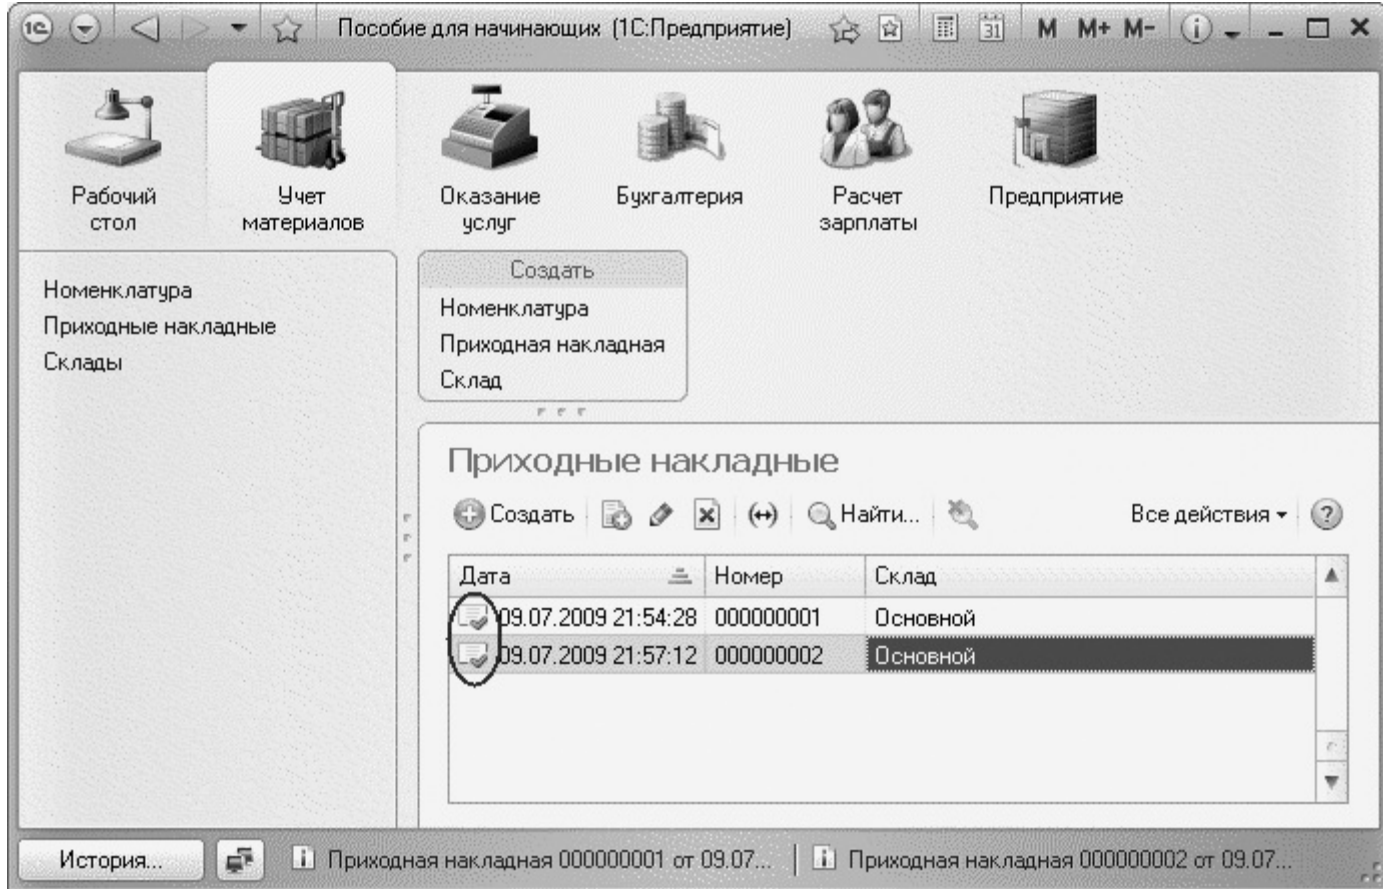 1С Пособие для начинающих (1С:Предприятие) 31 M M+ M-
Рабочий стол
Учет материалов
Оказание услуг
Бухгалтерия
Расчет зарплаты
Предприятие
Номенклатура
Приходные накладные
Склады
Создать
Номенклатура
Приходная накладная
Склад
Приходные накладные
Создать Найти... Все действия ?
Дата Номер Склад
09.07.2009 21:54:28 000000001 Основной
09.07.2009 21:57:12 000000002 Основной
История... Приходная накладная 000000001 от 09.07... Приходная накладная 000000002 от 09.07...